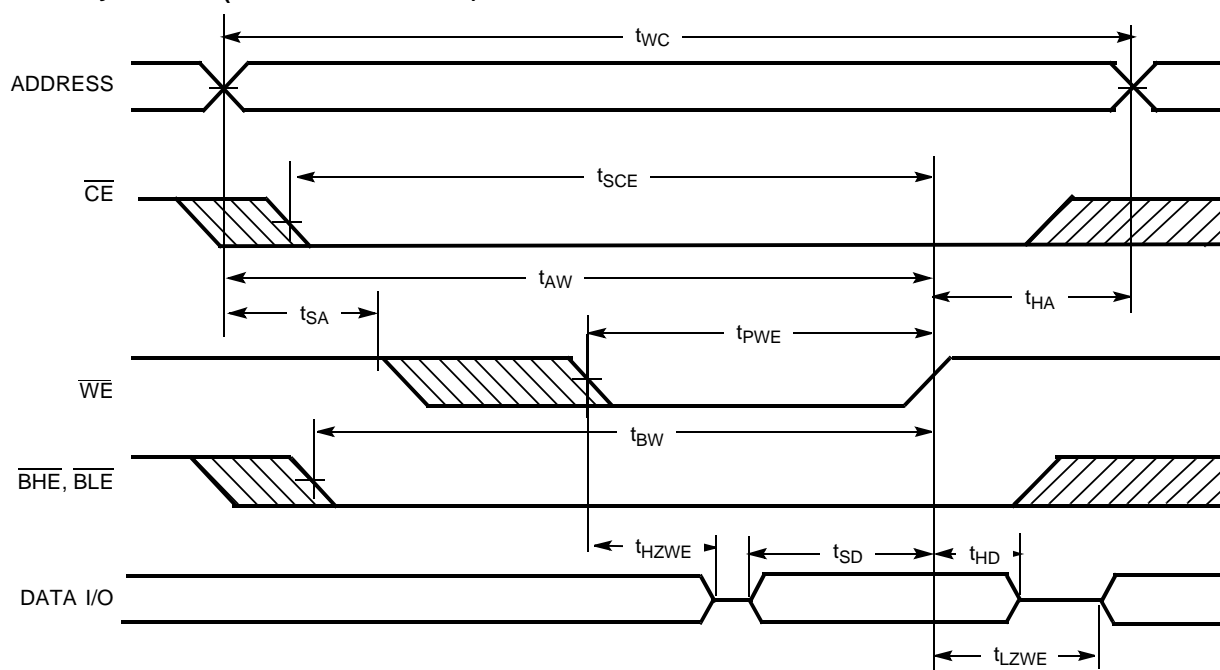 tWC
ADDRESS
tSCE
CE
tAW
tSA
tHA
tPWE
WE
tBW
BHE, BLE
tHZWE
tSD
tHD
DATA I/O
tLZWE